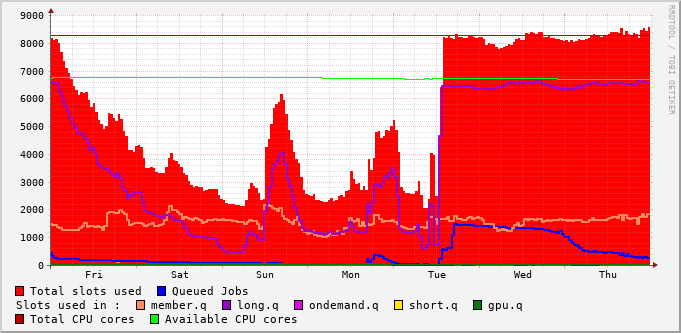 9000
8000
7000
6000
5000
4000
3000
2000
1000
0
Fri Sat Sun Mon Tue Wed Thu
RRDTOOL / TOBI OETIKER
Total slots used Queued Jobs
Slots used in : member.q long.q ondemand.q short.q gpu.q
Total CPU cores Available CPU cores